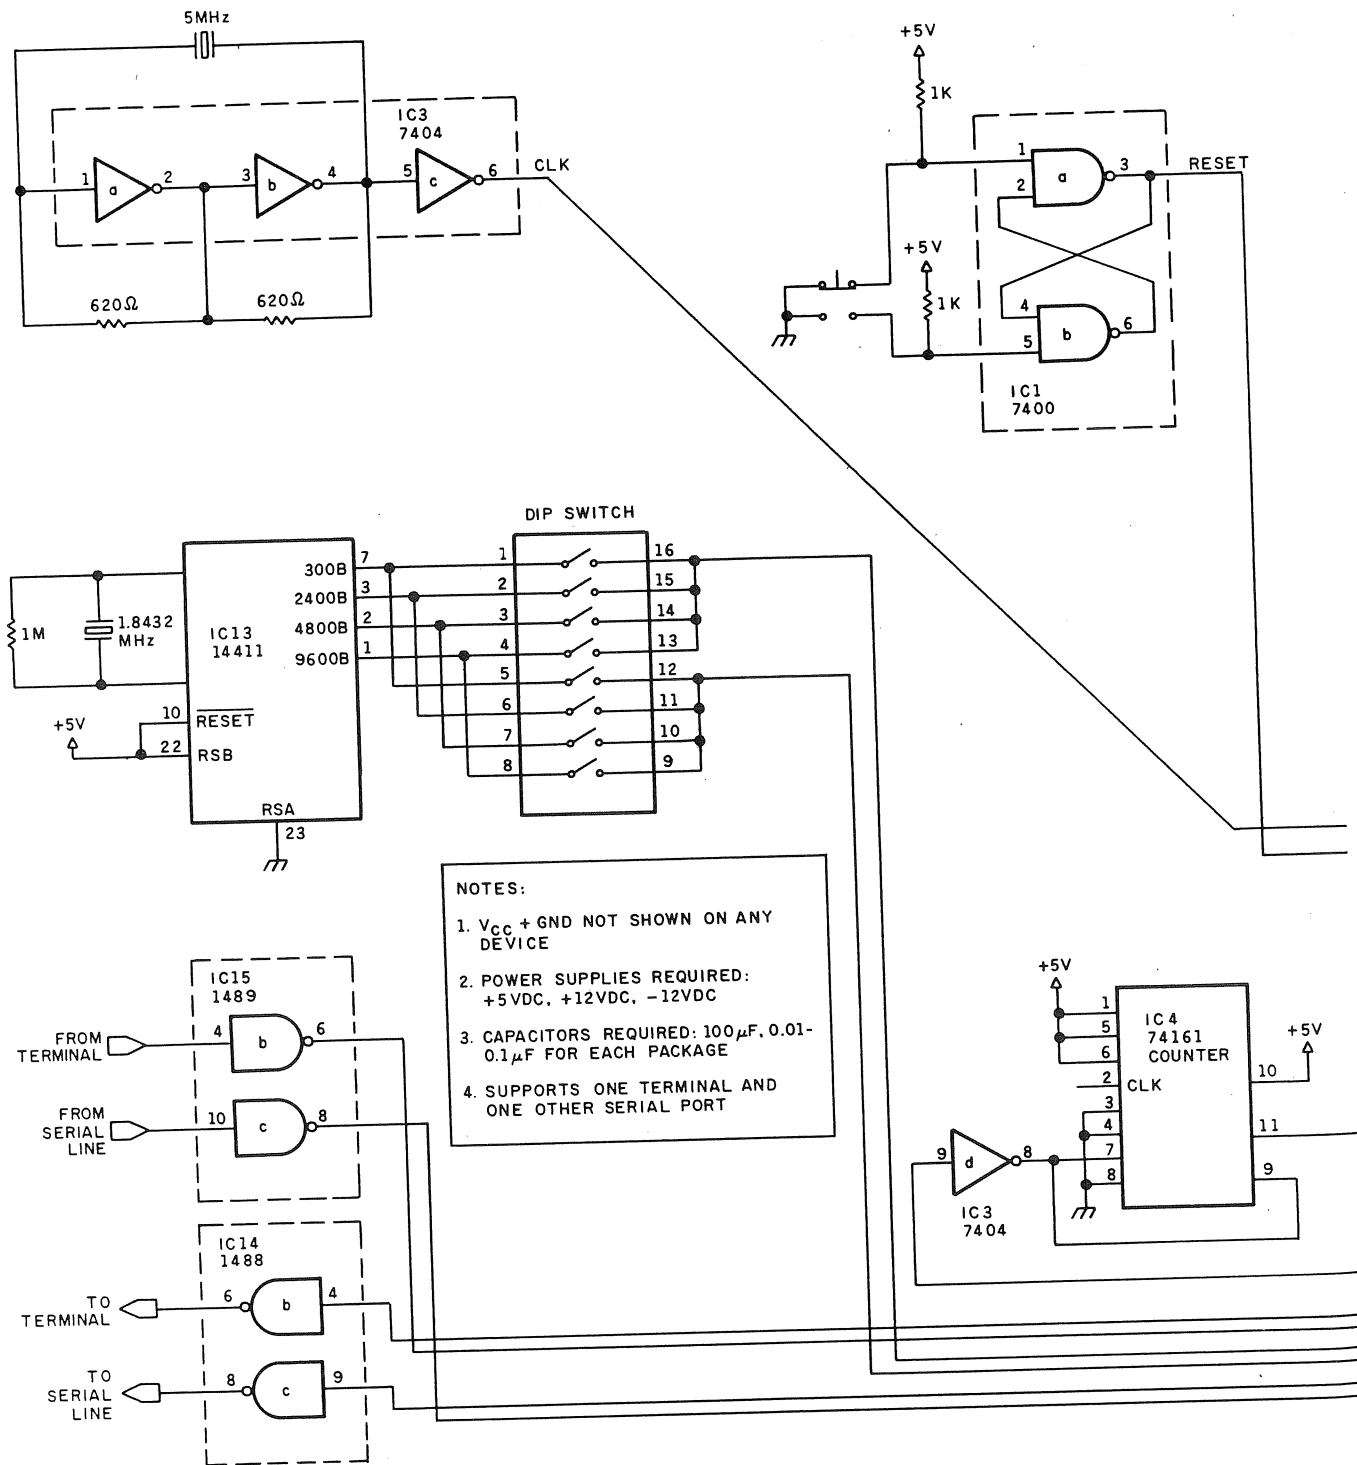 5MHz
IC3
7404
1
a
2
3
b
4
5
c
6
CLK
620Ω
620Ω
+5V
1K
1
2
a
3
RESET
+5V
1K
4
5
b
6
IC1
7400
DIP SWITCH
1M
1.8432
MHz
IC13
14411
300B
7
2400B
3
4800B
2
9600B
1
10
RESET
+5V
22
RSB
RSA
23
1
16
2
15
3
14
4
13
5
12
6
11
7
10
8
9
NOTES:
1. VCC + GND NOT SHOWN ON ANY
DEVICE
2. POWER SUPPLIES REQUIRED:
+5VDC, +12VDC, -12VDC
3. CAPACITORS REQUIRED: 100μF, 0.01-
0.1μF FOR EACH PACKAGE
4. SUPPORTS ONE TERMINAL AND
ONE OTHER SERIAL PORT
IC15
1489
FROM
TERMINAL
4
b
6
FROM
SERIAL
LINE
10
c
8
IC14
1488
TO
TERMINAL
6
b
4
TO
SERIAL
LINE
8
c
9
+5V
1
5
6
2
CLK
3
4
7
8
IC4
74161
COUNTER
+5V
10
11
9
9
d
8
IC3
7404